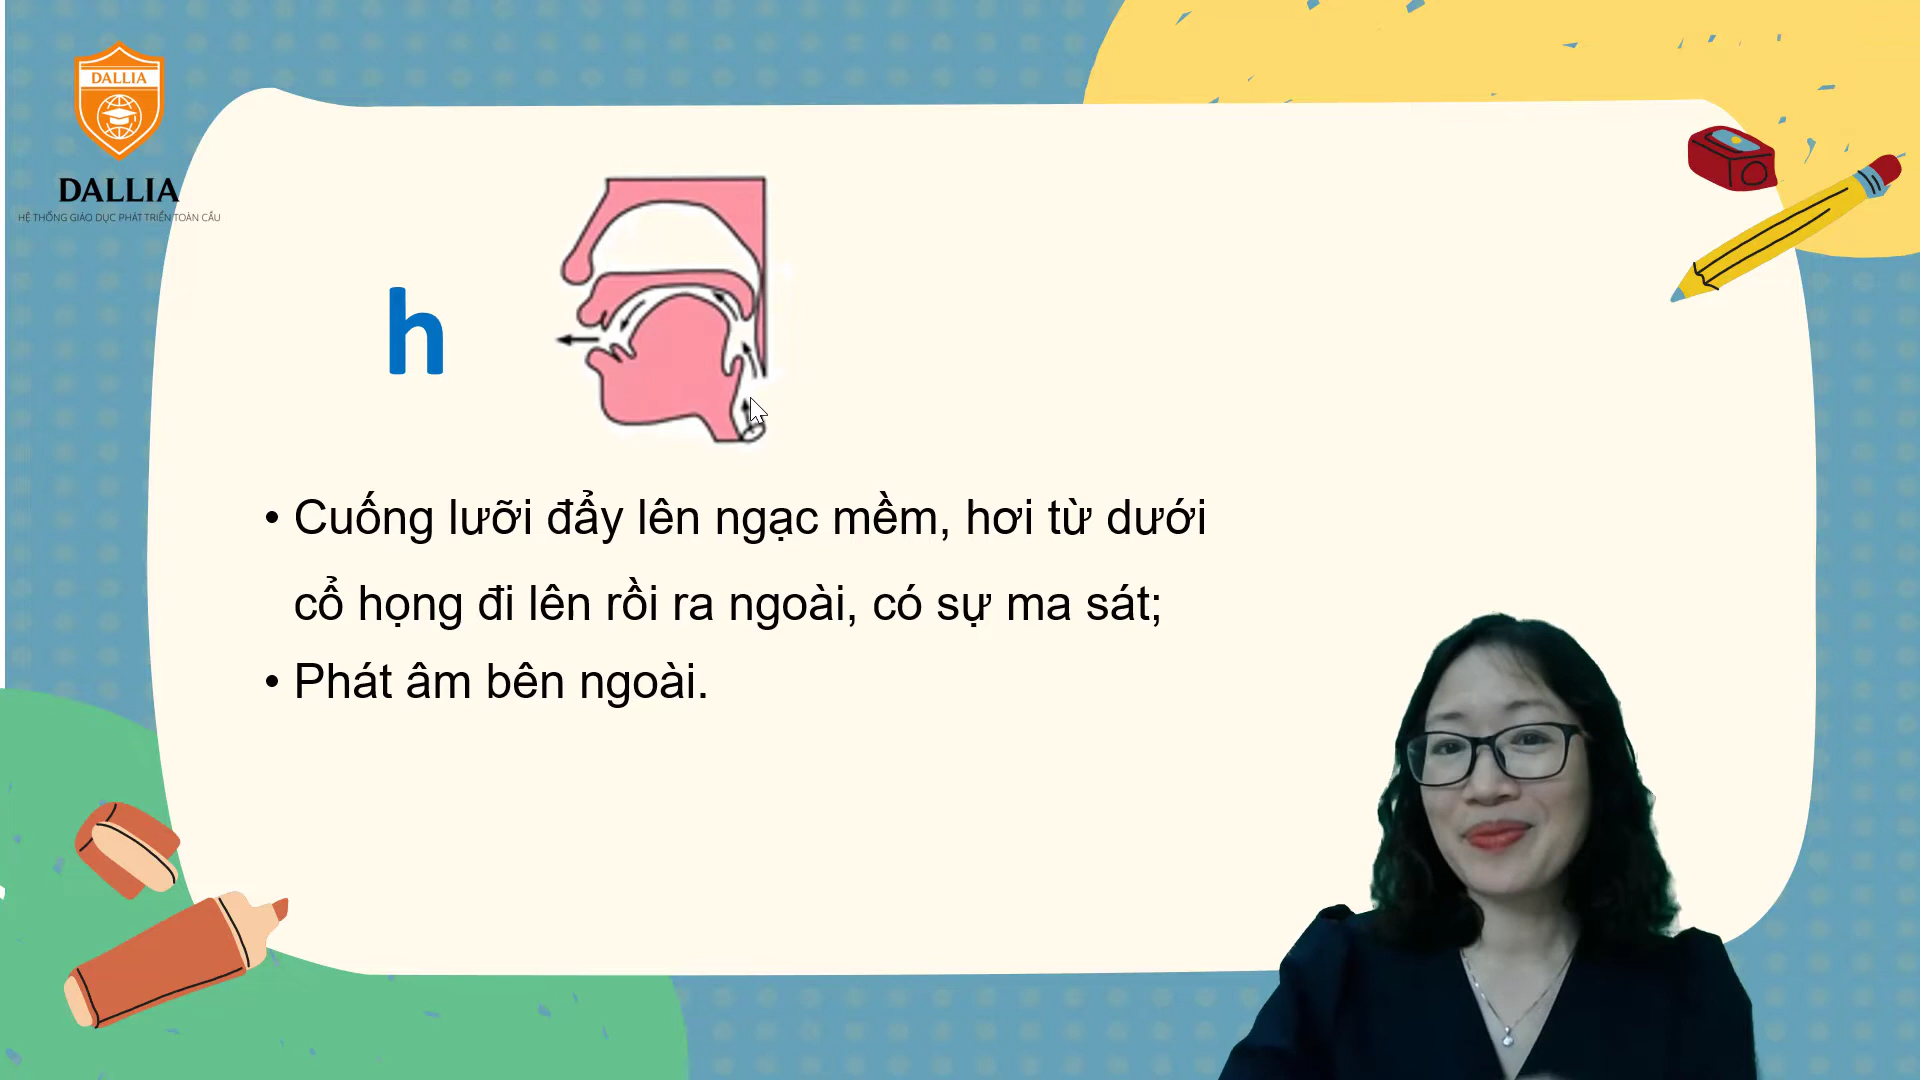 DALLIA
DALLIA
HỆ THỐNG GIÁO DỤC PHÁT TRIỂN TOÀN CẦU
h
• Cuống lưỡi đẩy lên ngạc mềm, hơi từ dưới
cổ họng đi lên rồi ra ngoài, có sự ma sát;
• Phát âm bên ngoài.